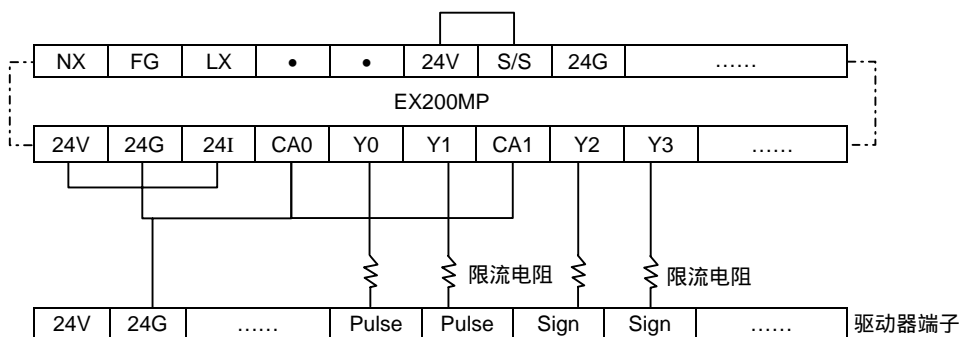 NX FG LX • • 24V S/S 24G ……
EX200MP
24V 24G 24I CA0 Y0 Y1 CA1 Y2 Y3 ……
限流电阻 限流电阻
24V 24G …… Pulse Pulse Sign Sign …… 驱动器端子